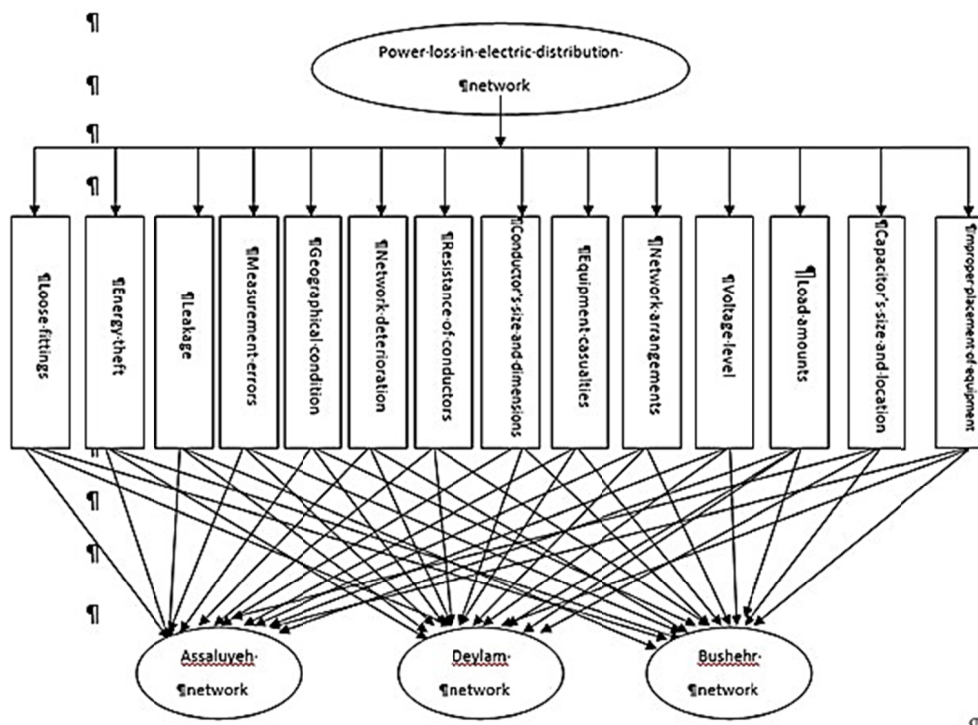 Power·loss·in·electric·distribution·
¶network
¶
¶
¶
¶
¶Loose·fittings
¶Energy·theft
¶Leakage
¶Measurement·errors
¶Geographical·condition
¶Network·deterioration
¶Resistance·of·conductors
¶Conductor's·size·and·dimensions
¶Equipment·casualties
¶Network·arrangements
¶Voltage·level
¶Load·amounts
¶Capacitor's·size·and·location
¶Improper·placement·of·equipment
¶
¶
¶
Assaluyeh·
¶network
Deylam·
¶network
Bushehr·
¶network